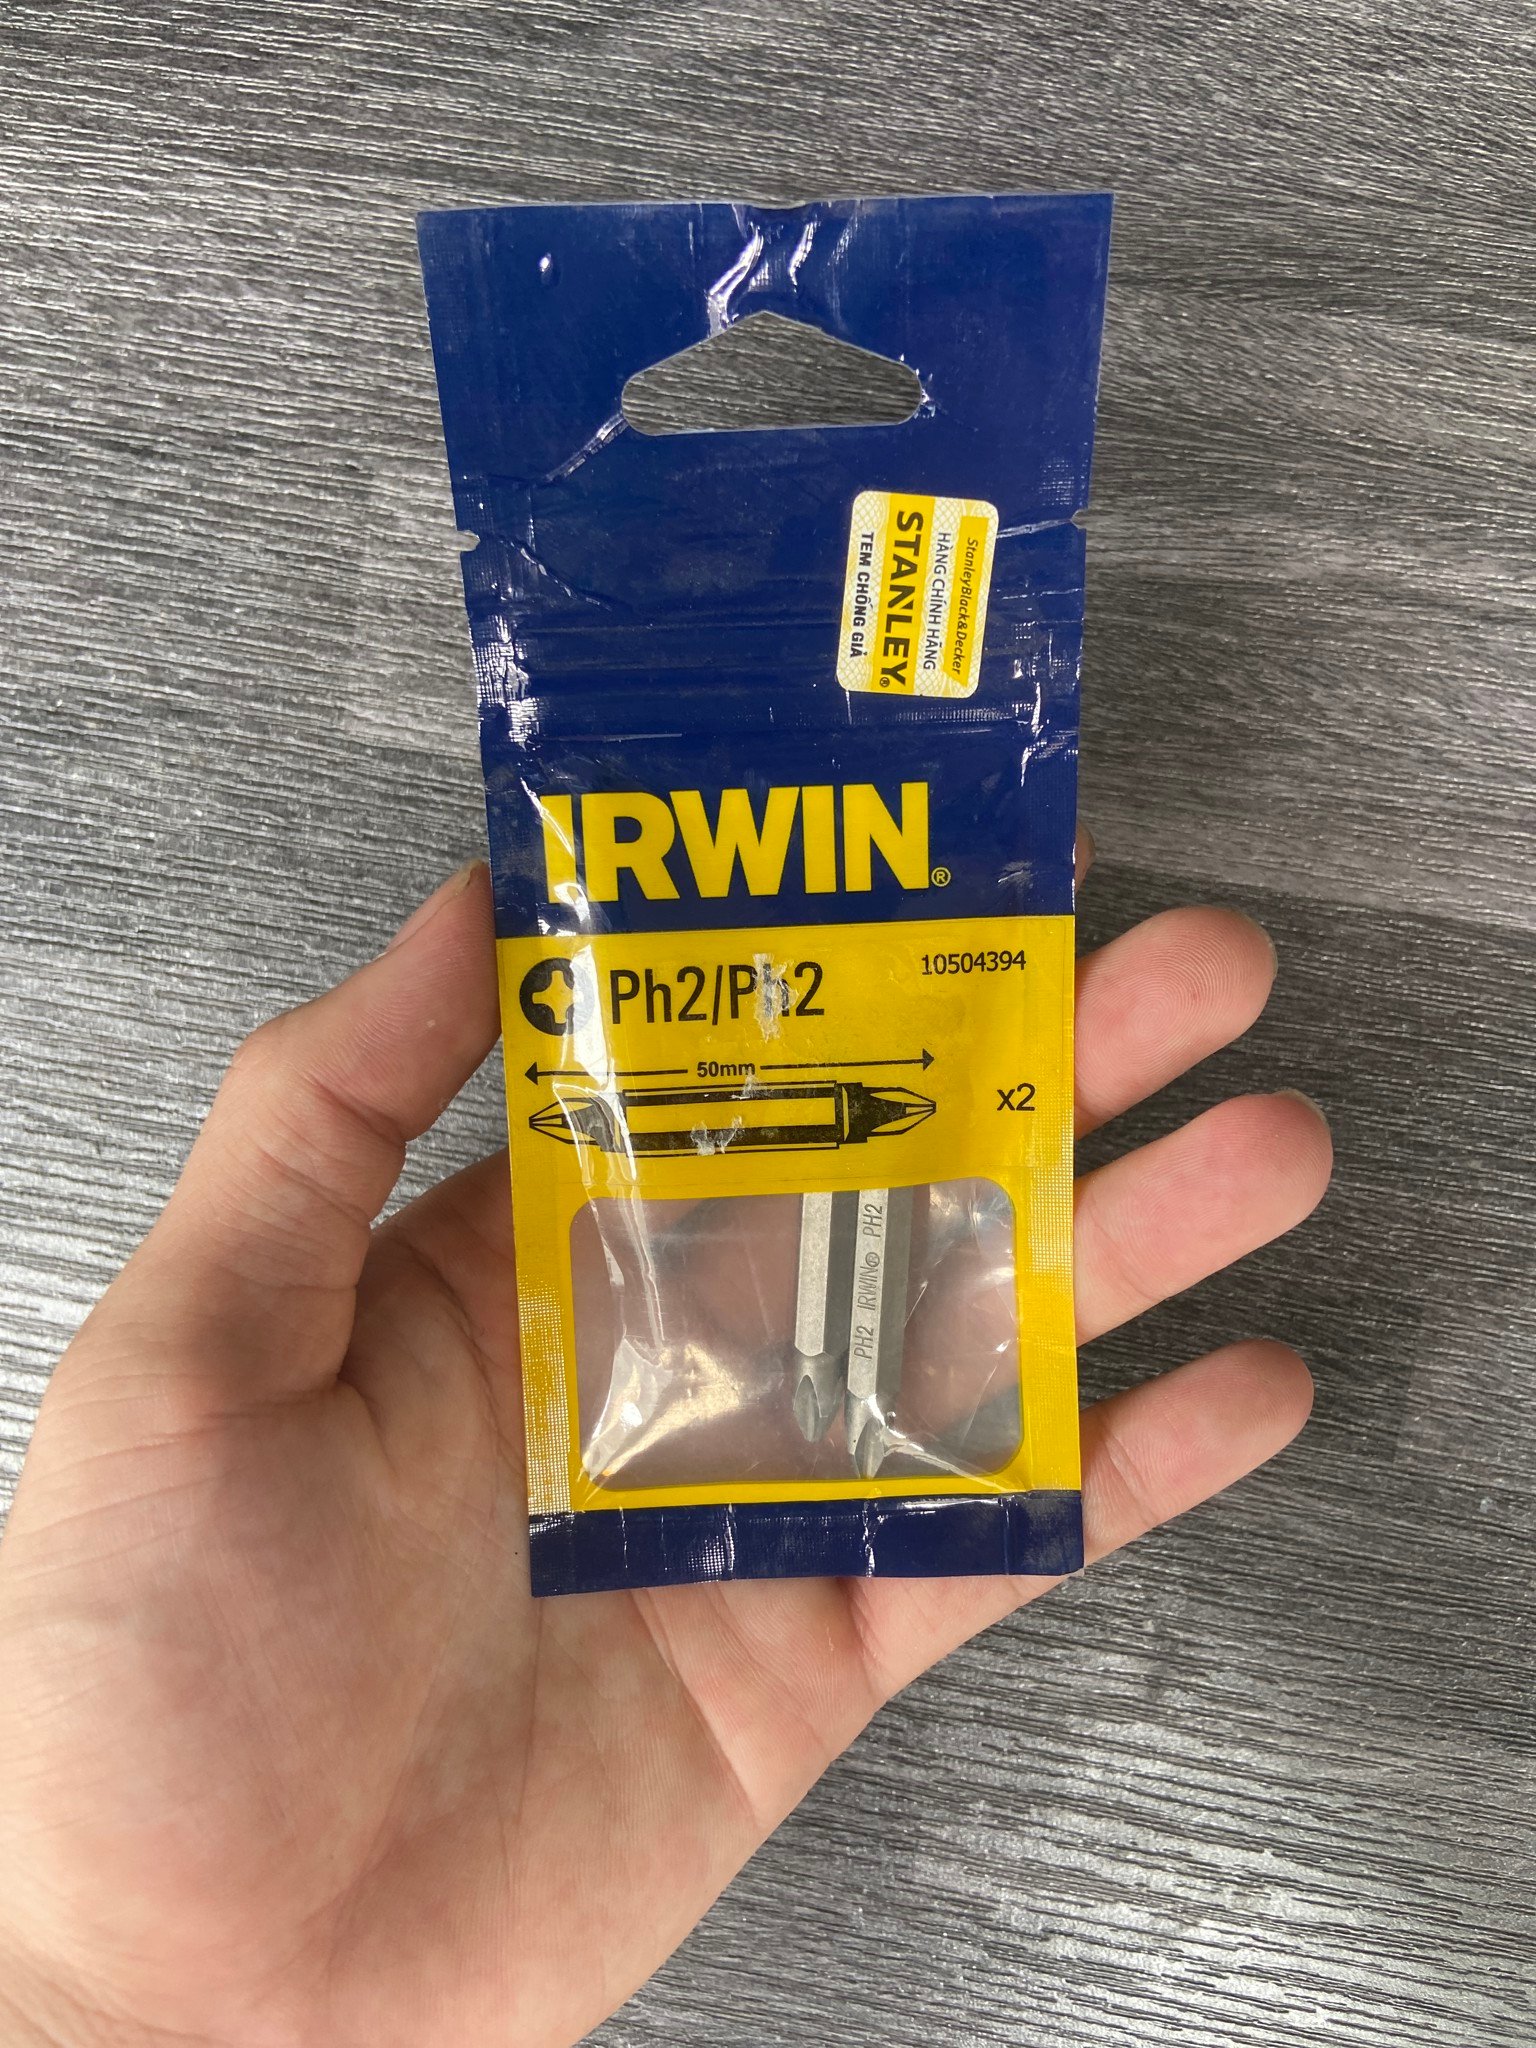 StanleyBlack&Decker
HÀNG CHÍNH HÃNG
STANLEY®
TEM CHỐNG GIẢ
IRWIN®
Ph2/Ph2
10504394
50mm
x2
PH2 IRWIN® PH2